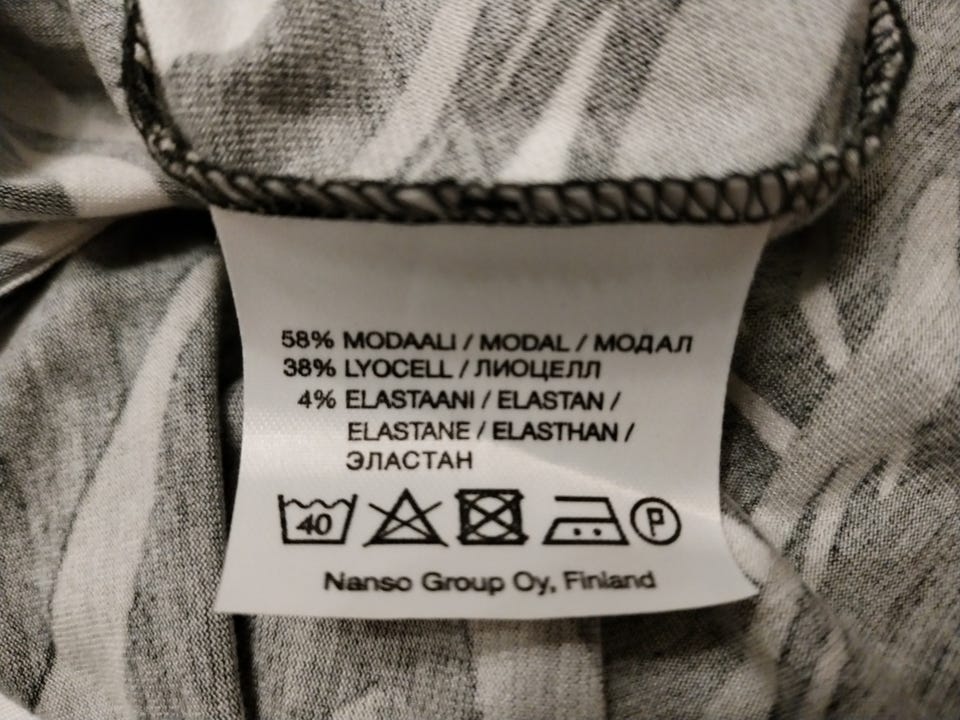 58% MODAALI / MODAL / МОДАЛ
38% LYOCELL / ЛИОЦЕЛЛ
4% ELASTAANI / ELASTAN /
ELASTANE / ELASTHAN /
ЭЛАСТАН
40 P
Nanso Group Oy, Finland